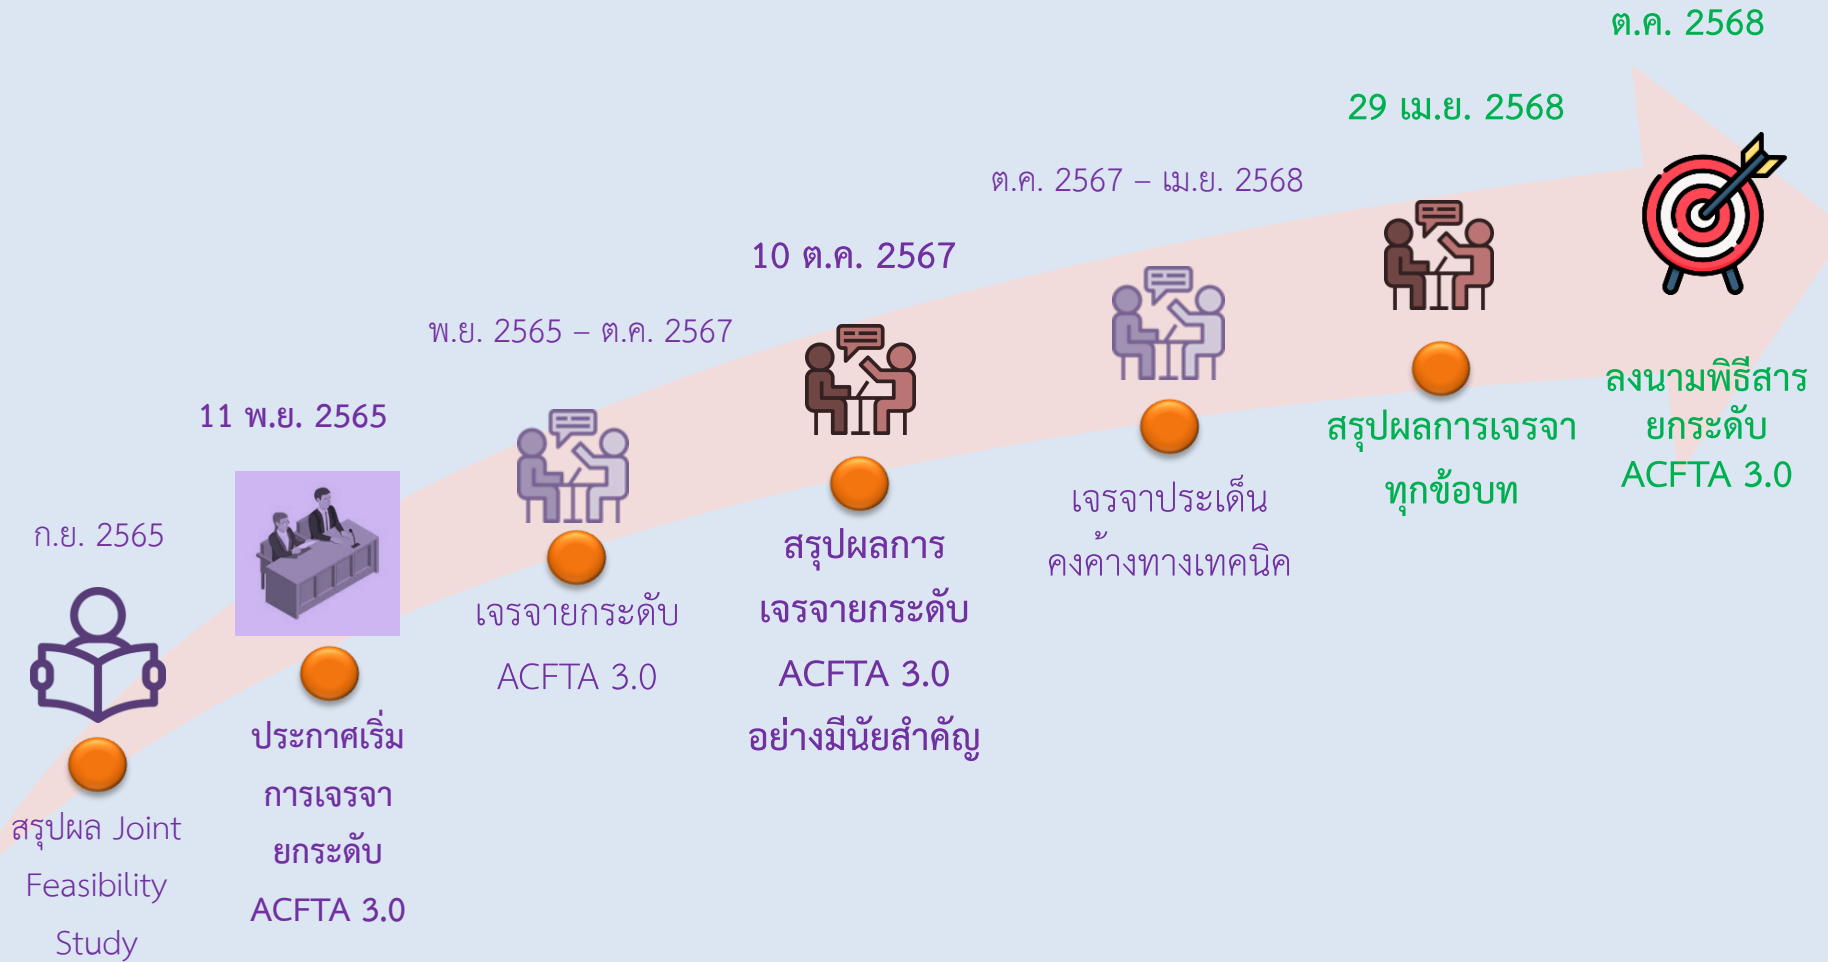 ก.ย. 2565
สรุปผล Joint
Feasibility
Study
11 พ.ย. 2565
ประกาศเริ่ม
การเจรจา
ยกระดับ
ACFTA 3.0
พ.ย. 2565 – ต.ค. 2567
เจรจายกระดับ
ACFTA 3.0
10 ต.ค. 2567
สรุปผลการ
เจรจายกระดับ
ACFTA 3.0
อย่างมีนัยสำคัญ
ต.ค. 2567 – เม.ย. 2568
เจรจาประเด็น
คงค้างทางเทคนิค
29 เม.ย. 2568
สรุปผลการเจรจา
ทุกข้อบท
ต.ค. 2568
ลงนามพิธีสาร
ยกระดับ
ACFTA 3.0